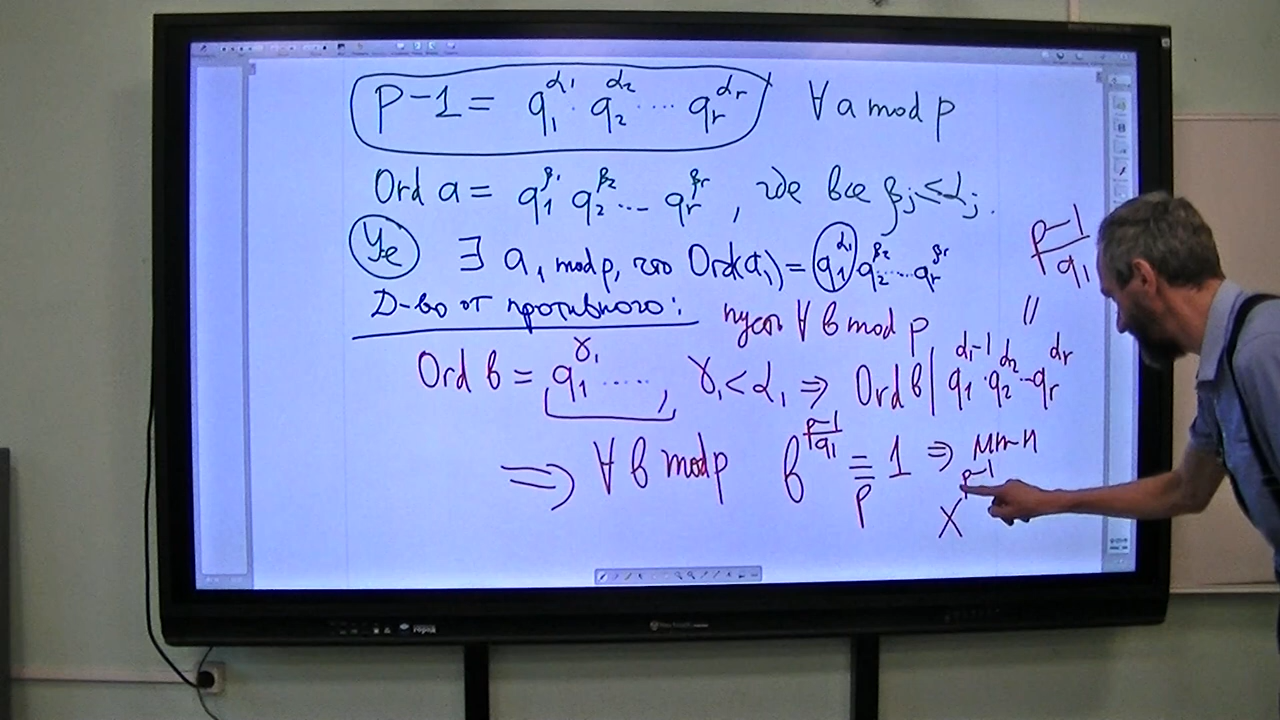 p-1 = q₁^α₁ · q₂^α₂ ···· q_r^α_r ∀ a mod p
Ord a = q₁^β₁ q₂^β₂ ... q_r^β_r, где все β_j ≤ α_j.
Уе ∃ a₁ mod p, что Ord(a₁) = q₁^α₁ q₂^β₂ ... q_r^β_r
Д-во от противного: пусть ∀ b mod p
Ord b = q₁^γ₁ ....., γ₁ < α₁ ⇒ Ord b | q₁^(α₁-1) · q₂^α₂ ... q_r^α_r = (p-1)/q₁
⇒ ∀ b mod p b^((p-1)/q₁) ≡_p 1 ⇒ мт-н
x^(p-1)